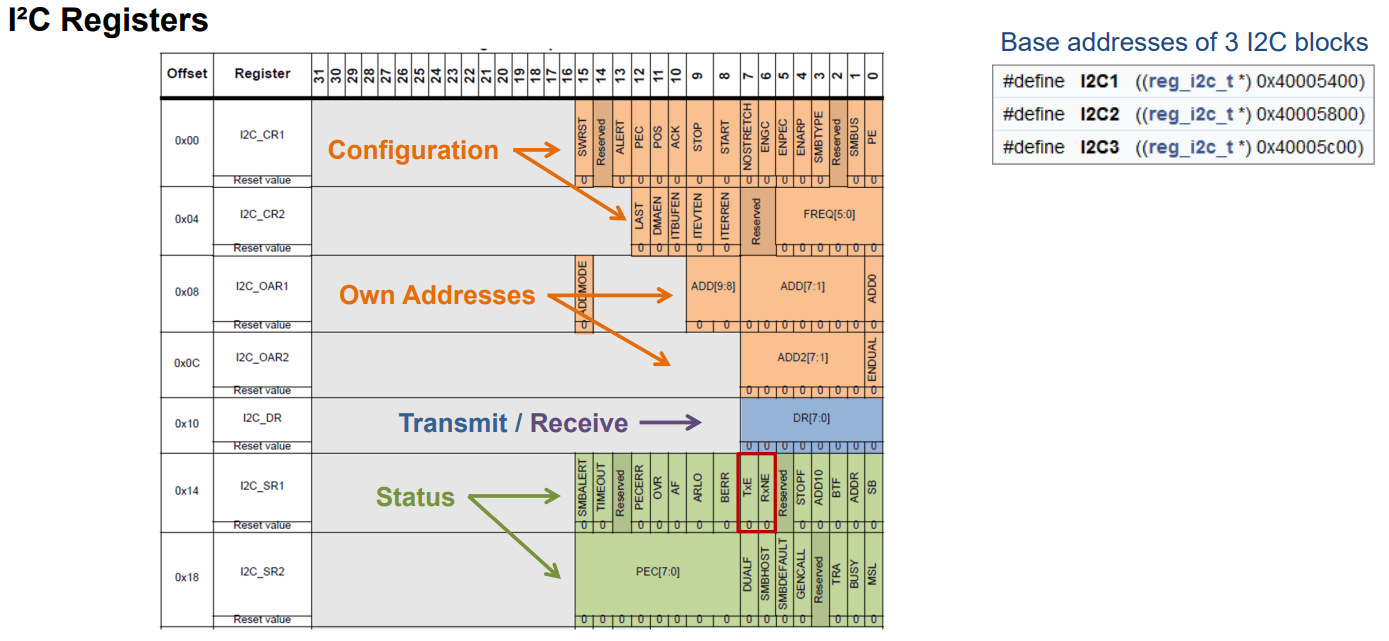 I²C Registers
Base addresses of 3 I2C blocks
#define I2C1 ((reg_i2c_t *) 0x40005400)
#define I2C2 ((reg_i2c_t *) 0x40005800)
#define I2C3 ((reg_i2c_t *) 0x40005c00)
Offset Register 31 30 29 28 27 26 25 24 23 22 21 20 19 18 17 16 15 14 13 12 11 10 9 8 7 6 5 4 3 2 1 0
0x00 I2C_CR1 Configuration SWRST Reserved ALERT PEC POS ACK STOP START NOSTRETCH ENGC ENPEC ENARP SMBTYPE Reserved SMBUS PE
Reset value 0 0 0 0 0 0 0 0 0 0 0 0 0 0
0x04 I2C_CR2 LAST DMAEN ITBUFEN ITEVTEN ITERREN Reserved FREQ[5:0]
Reset value 0 0 0 0 0 0 0 0 0 0 0
0x08 I2C_OAR1 Own Addresses ADDMODE ADD[9:8] ADD[7:1] ADD0
Reset value 0 0 0 0 0 0 0 0 0 0 0
0x0C I2C_OAR2 ADD2[7:1] ENDUAL
Reset value 0 0 0 0 0 0 0 0
0x10 I2C_DR Transmit / Receive DR[7:0]
Reset value 0 0 0 0 0 0 0 0
0x14 I2C_SR1 Status SMBALERT TIMEOUT Reserved PECERR OVR AF ARLO BERR TxE RxNE Reserved STOPF ADD10 BTF ADDR SB
Reset value 0 0 0 0 0 0 0 0 0 0 0 0 0 0
0x18 I2C_SR2 PEC[7:0] DUALF SMBHOST SMBDEFAULT GENCALL Reserved TRA BUSY MSL
Reset value 0 0 0 0 0 0 0 0 0 0 0 0 0 0 0